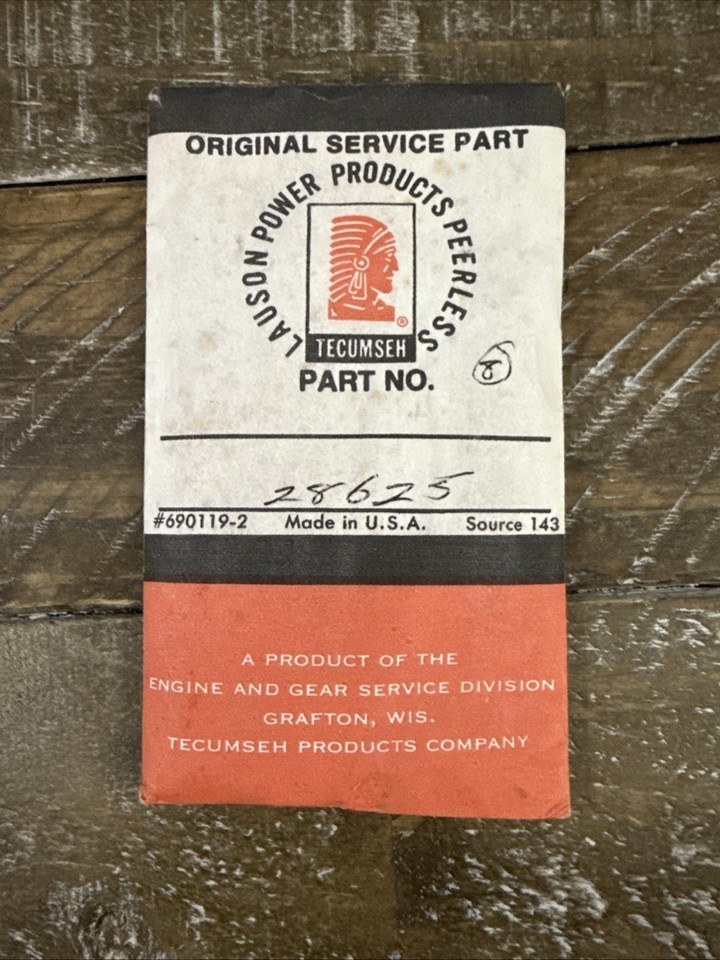 ORIGINAL SERVICE PART
LAUSON POWER PRODUCTS PEERLESS
®
TECUMSEH
PART NO.
8
28625
#690119-2 Made in U.S.A. Source 143
A PRODUCT OF THE
ENGINE AND GEAR SERVICE DIVISION
GRAFTON, WIS.
TECUMSEH PRODUCTS COMPANY